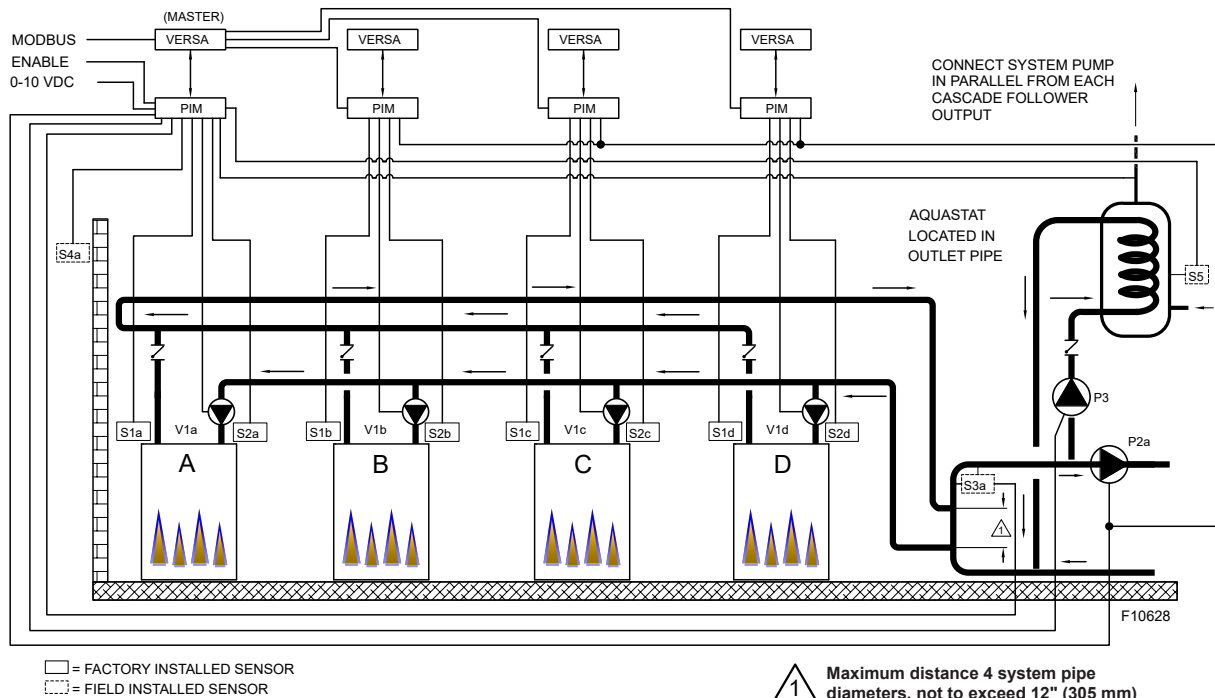 (MASTER)
MODBUS
VERSA
VERSA
VERSA
VERSA
ENABLE
0-10 VDC
PIM
PIM
PIM
PIM
CONNECT SYSTEM PUMP
IN PARALLEL FROM EACH
CASCADE FOLLOWER
OUTPUT
AQUASTAT
LOCATED IN
OUTLET PIPE
S4a
S5
P3
P2a
S1a
V1a
S2a
S1b
V1b
S2b
S1c
V1c
S2c
S1d
V1d
S2d
A
B
C
D
S3a
1
F10628
= FACTORY INSTALLED SENSOR
= FIELD INSTALLED SENSOR
1
Maximum distance 4 system pipe
diameters, not to exceed 12" (305 mm)